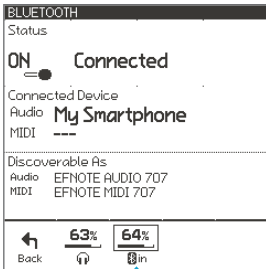 BLUETOOTH
Status
ON Connected
Connected Device
Audio My Smartphone
MIDI ---
Discoverable As
Audio EFNOTE AUDIO 707
MIDI EFNOTE MIDI 707
63% 64%
Back in